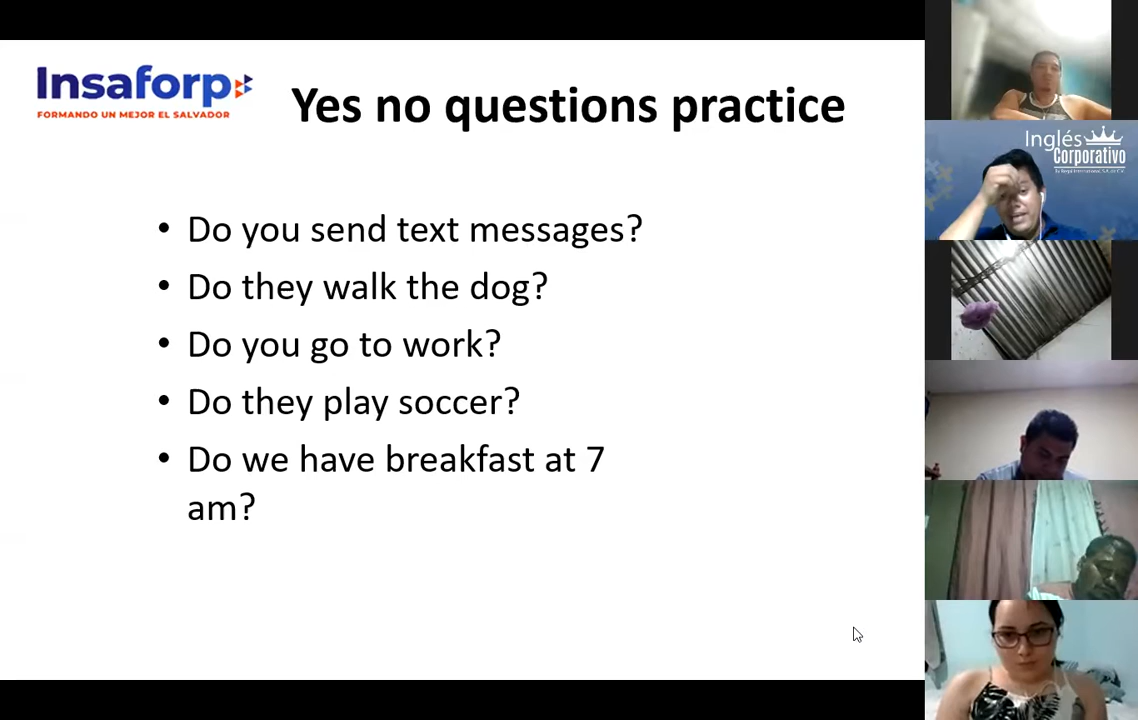 Insaforp
FORMANDO UN MEJOR EL SALVADOR
Yes no questions practice
• Do you send text messages?
• Do they walk the dog?
• Do you go to work?
• Do they play soccer?
• Do we have breakfast at 7
am?
Inglés
Corporativo